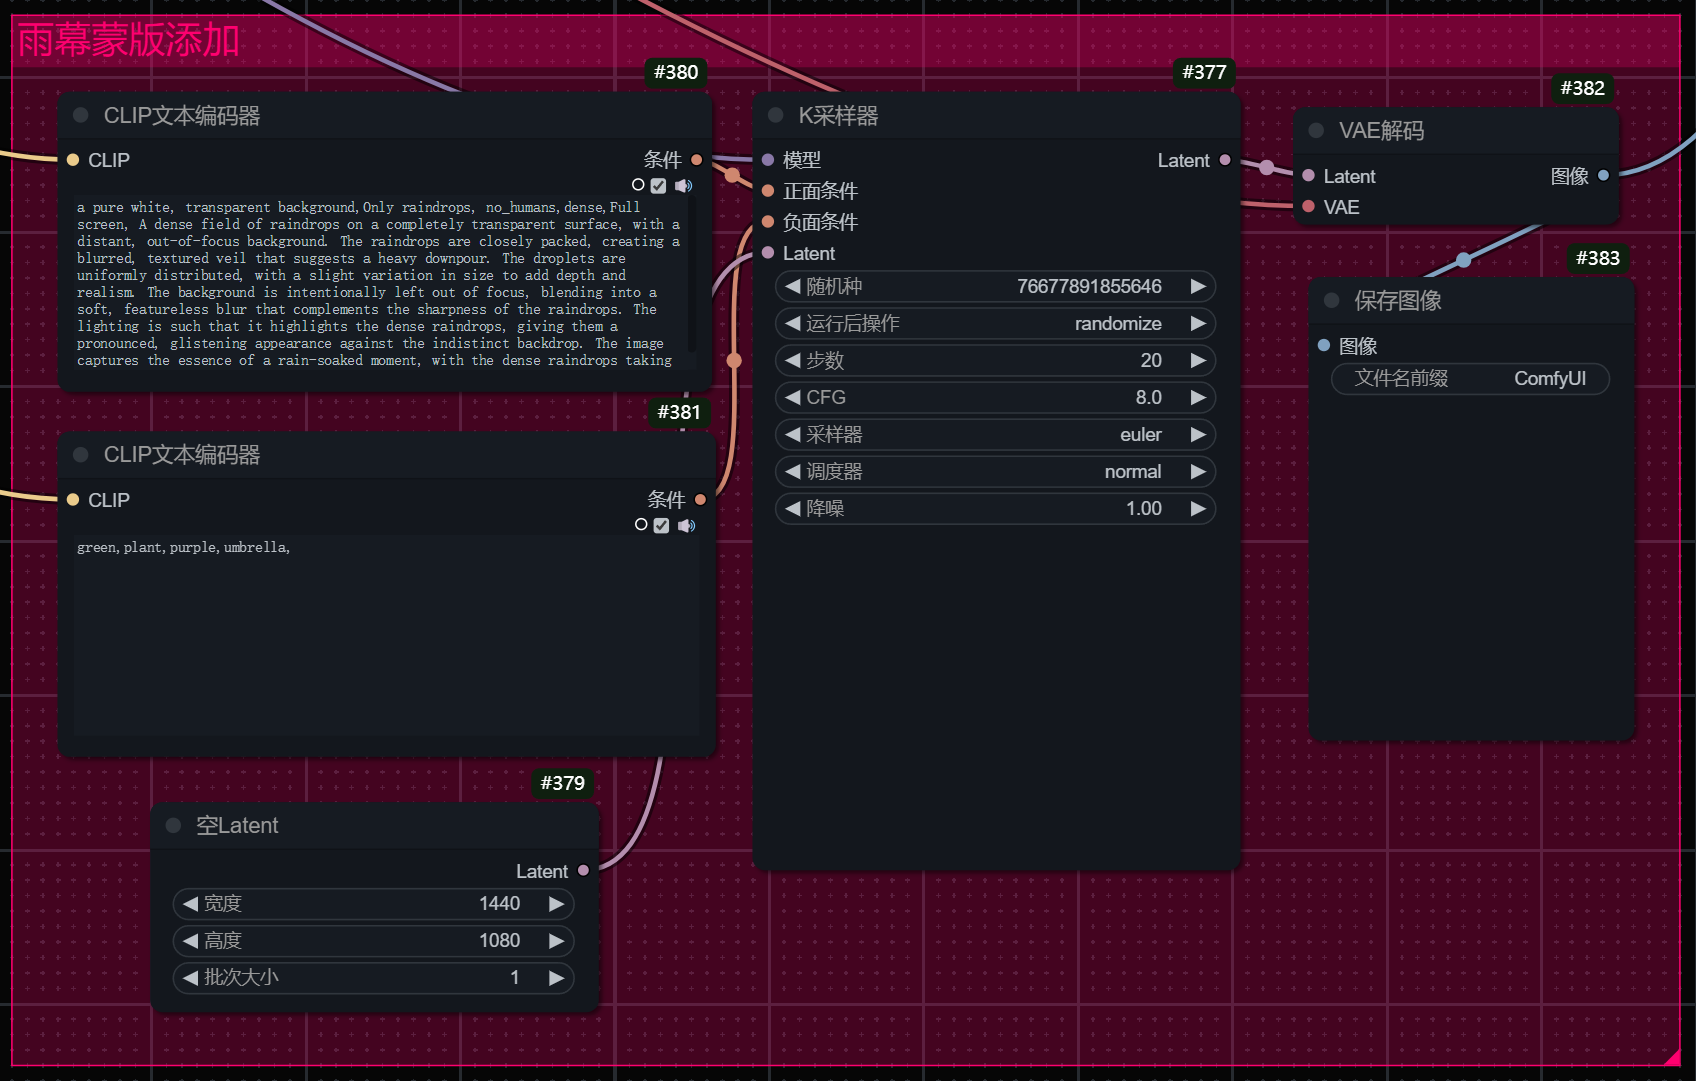 雨幕蒙版添加
#380
CLIP文本编码器
CLIP
条件
a pure white, transparent background,Only raindrops, no_humans,dense,Full
screen, A dense field of raindrops on a completely transparent surface, with a
distant, out-of-focus background. The raindrops are closely packed, creating a
blurred, textured veil that suggests a heavy downpour. The droplets are
uniformly distributed, with a slight variation in size to add depth and
realism. The background is intentionally left out of focus, blending into a
soft, featureless blur that complements the sharpness of the raindrops. The
lighting is such that it highlights the dense raindrops, giving them a
pronounced, glistening appearance against the indistinct backdrop. The image
captures the essence of a rain-soaked moment, with the dense raindrops taking
#381
CLIP文本编码器
CLIP
条件
green,plant,purple,umbrella,
#379
空Latent
Latent
宽度 1440
高度 1080
批次大小 1
#377
K采样器
模型
Latent
正面条件
负面条件
Latent
随机种 76677891855646
运行后操作 randomize
步数 20
CFG 8.0
采样器 euler
调度器 normal
降噪 1.00
#382
VAE解码
Latent
图像
VAE
#383
保存图像
图像
文件名前缀 ComfyUI